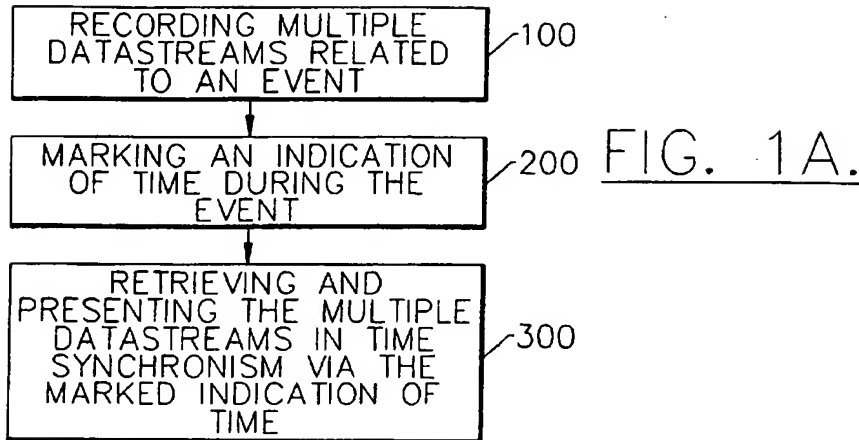 RECORDING MULTIPLE
DATASTREAMS RELATED
TO AN EVENT
100
MARKING AN INDICATION
OF TIME DURING THE
EVENT
200
FIG. 1A.
RETRIEVING AND
PRESENTING THE MULTIPLE
DATASTREAMS IN TIME
SYNCHRONISM VIA THE
MARKED INDICATION OF
TIME
300